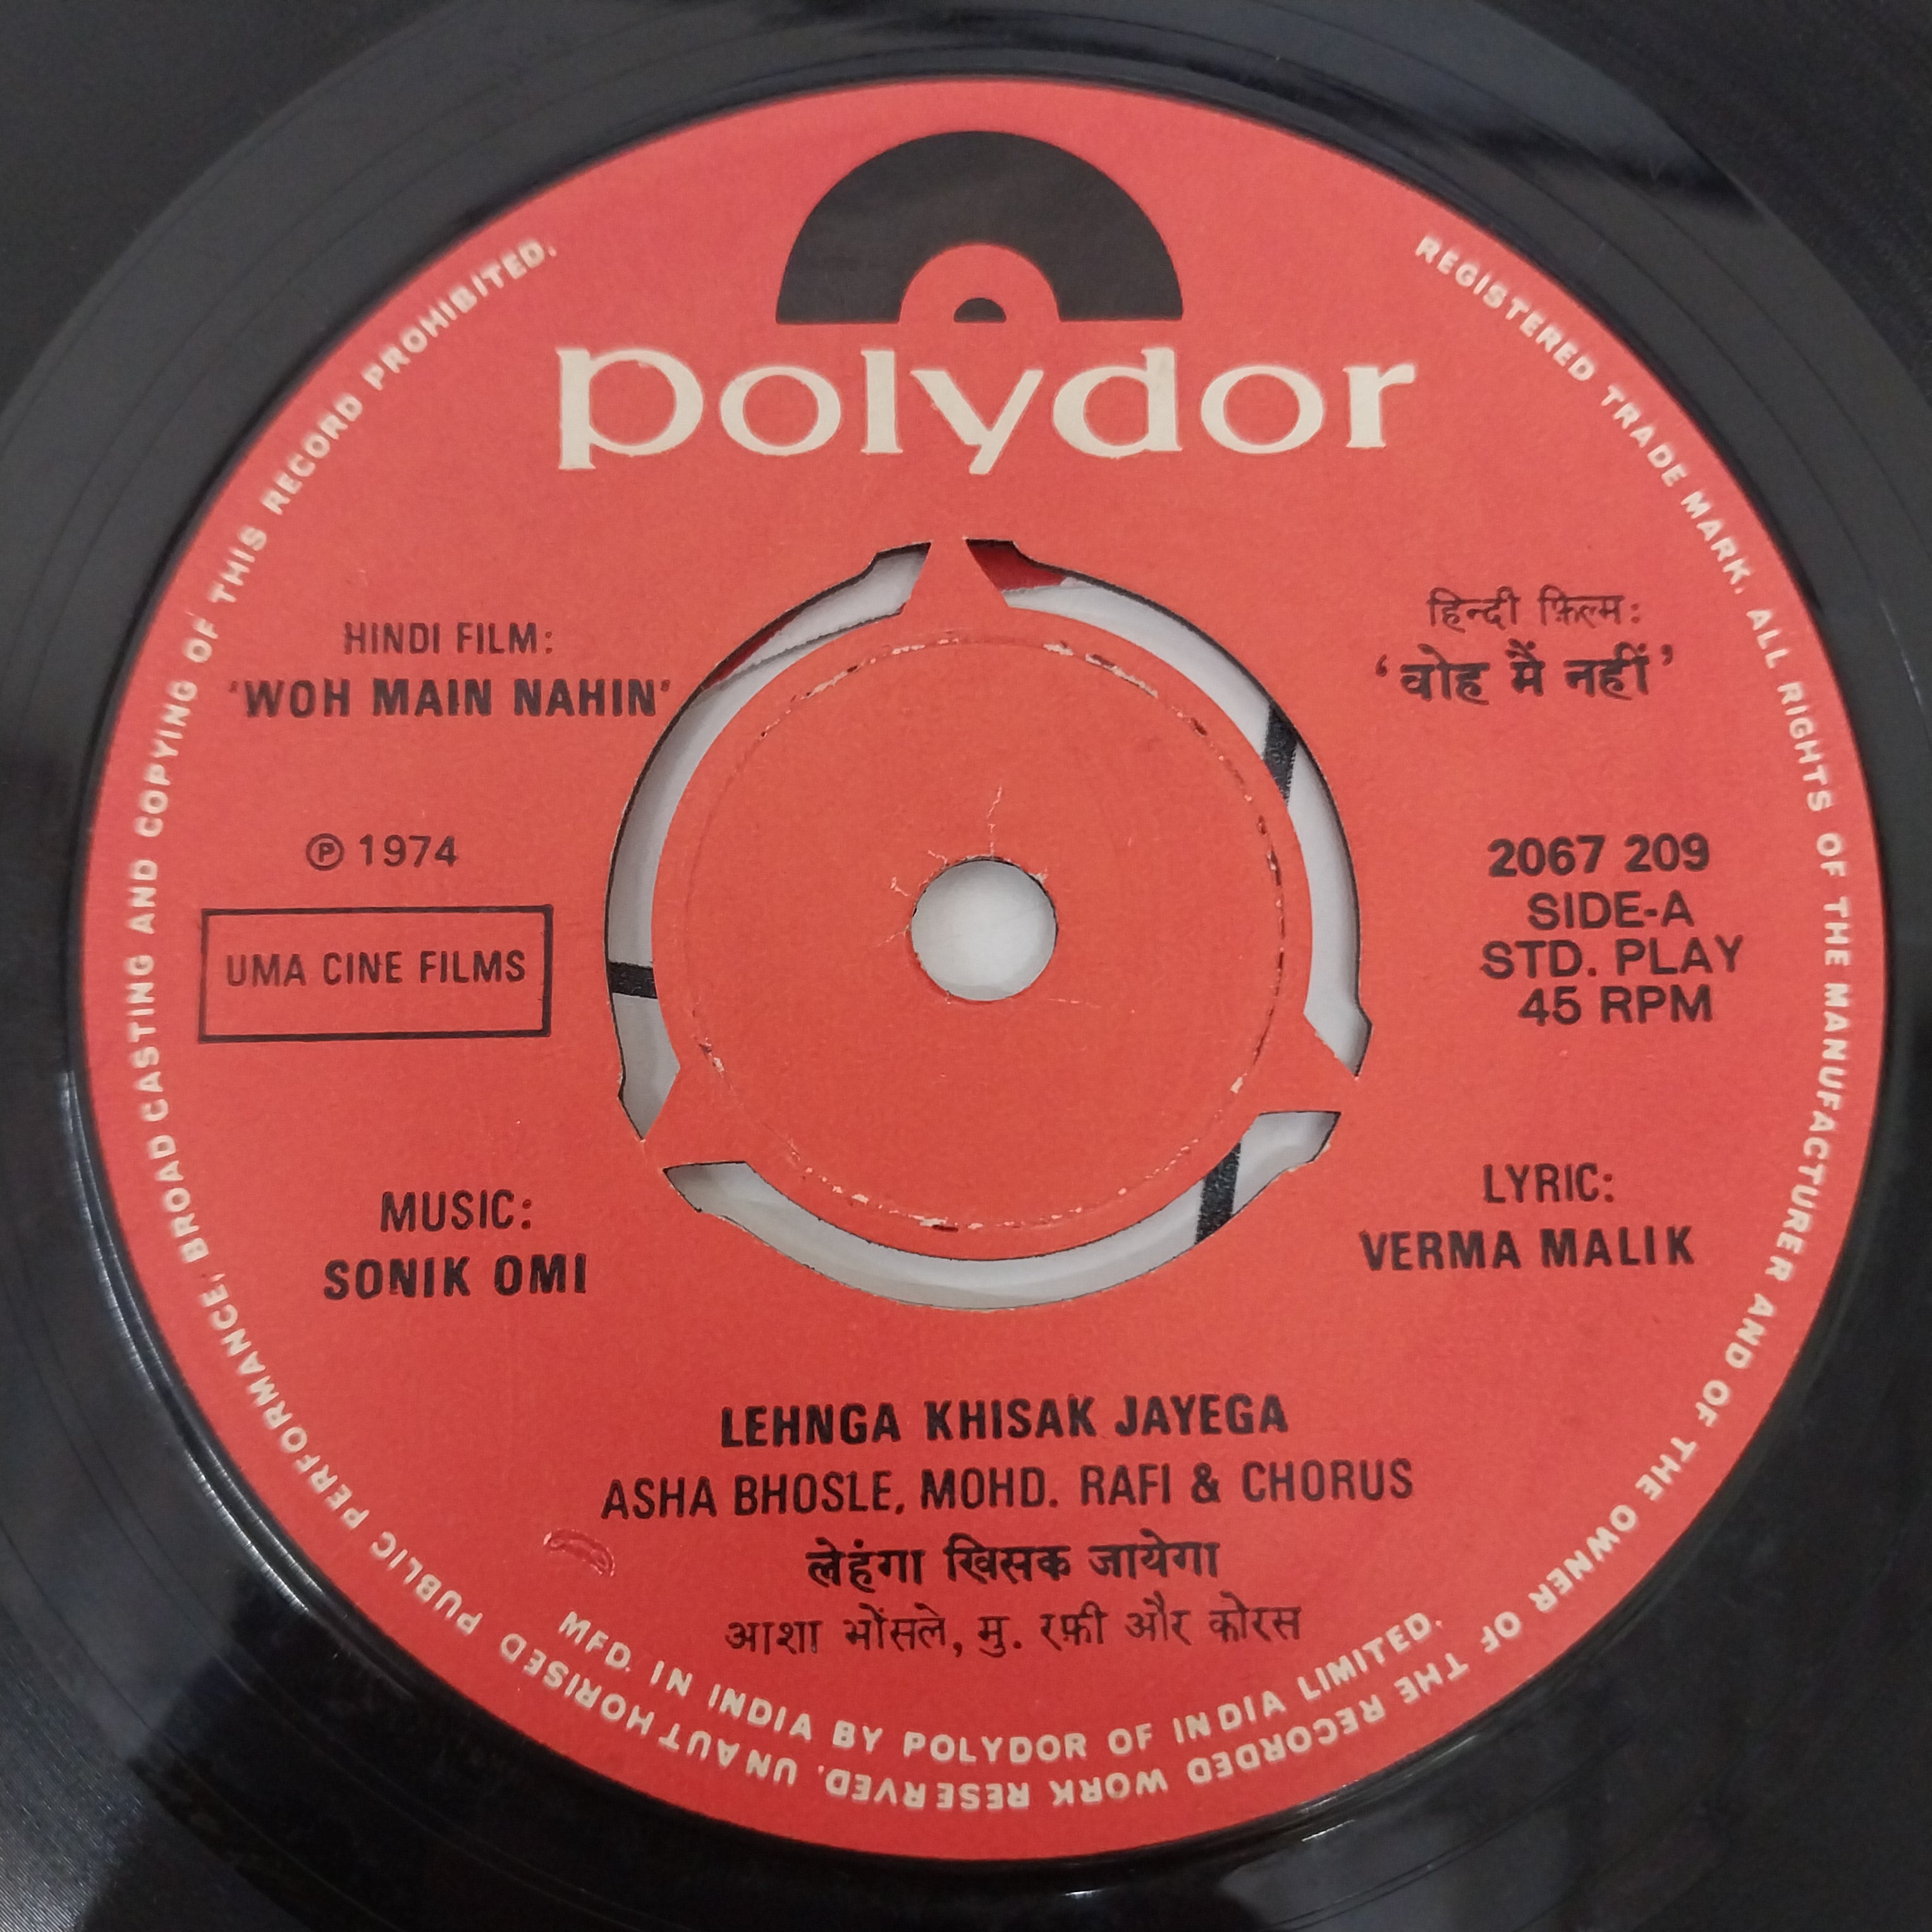 polydor
HINDI FILM:
'WOH MAIN NAHIN'
हिन्दी फ़िल्म:
‘वोह मैं नहीं’
℗ 1974
UMA CINE FILMS
2067 209
SIDE-A
STD. PLAY
45 RPM
MUSIC:
SONIK OMI
LYRIC:
VERMA MALIK
LEHNGA KHISAK JAYEGA
ASHA BHOSLE, MOHD. RAFI & CHORUS
लेहंगा खिसक जायेगा
आशा भोंसले, मु. रफ़ी और कोरस
MFD. IN INDIA BY POLYDOR OF INDIA LIMITED.
REGISTERED TRADE MARK. ALL RIGHTS OF THE MANUFACTURER AND OF THE OWNER OF THE RECORDED WORK RESERVED. UNAUTHORISED PUBLIC PERFORMANCE, BROADCASTING AND COPYING OF THIS RECORD PROHIBITED.